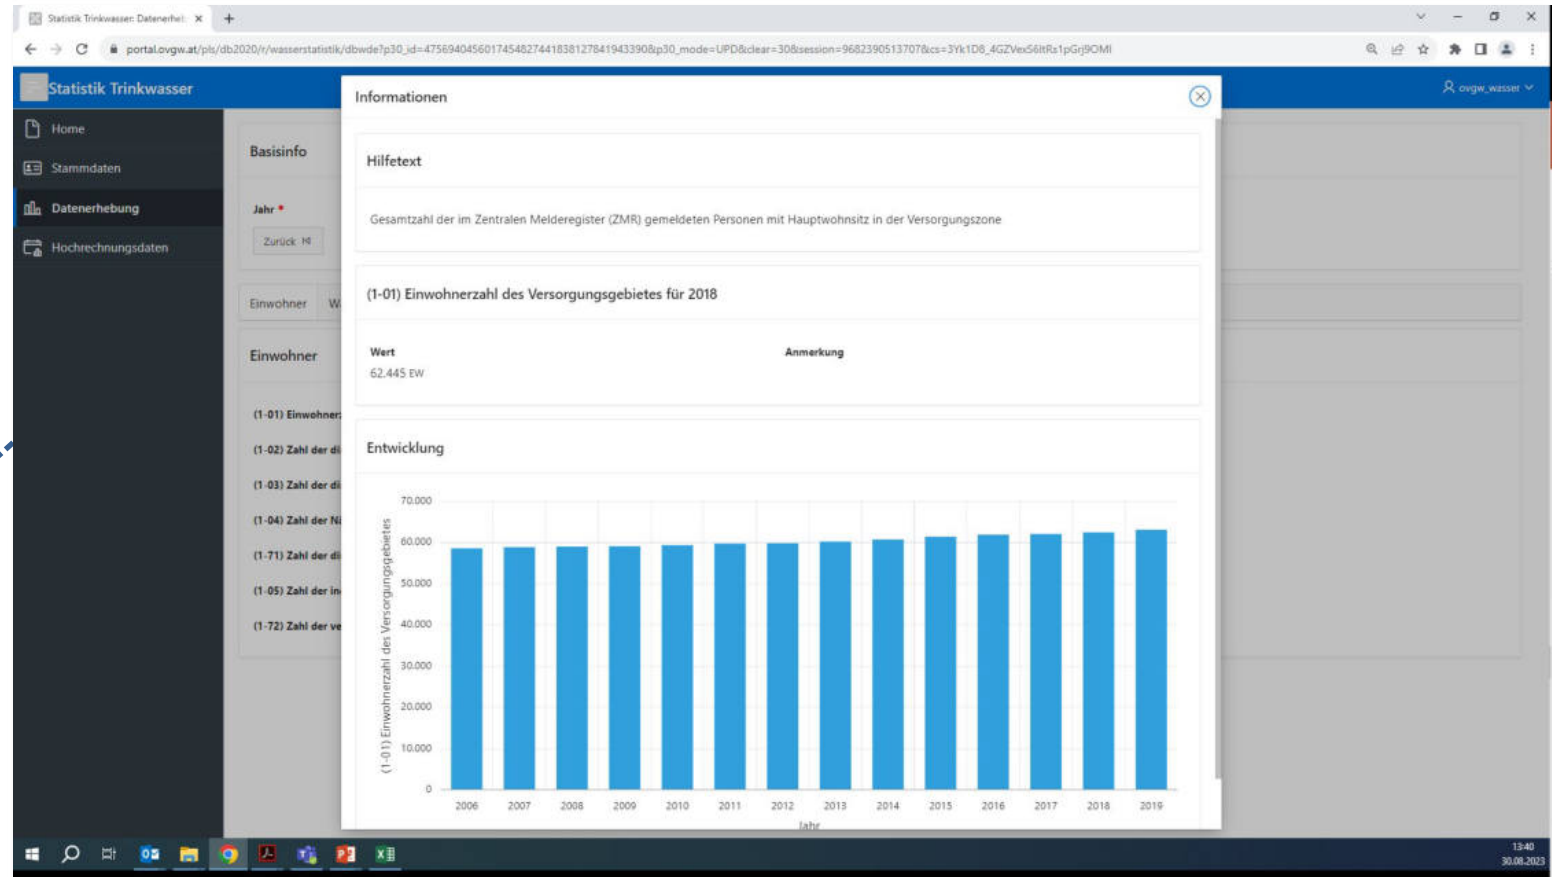 Statistik Trinkwasser: Datenerhel:
portal.ovgw.at/pls/db2020/r/wasserstatistik/dbwde?p30_id=47569404560174548274418381278419433908&p30_mode=UPD&clear=30&session=9682390513707&cs=3Yk1D8_4GZVexS6ItRs1pGrj9OMI
Statistik Trinkwasser
ovgw_wasser
Home
Stammdaten
Datenerhebung
Hochrechnungsdaten
Basisinfo
Jahr *
Zurück
Einwohner W
Einwohner
(1-01) Einwohner:
(1-02) Zahl der di
(1-03) Zahl der di
(1-04) Zahl der Nä
(1-71) Zahl der di
(1-05) Zahl der in
(1-72) Zahl der ve
Informationen
Hilfetext
Gesamtzahl der im Zentralen Melderegister (ZMR) gemeldeten Personen mit Hauptwohnsitz in der Versorgungszone
(1-01) Einwohnerzahl des Versorgungsgebietes für 2018
Wert Anmerkung
62.445 EW
Entwicklung
(1-01) Einwohnerzahl des Versorgungsgebietes
70.000
60.000
50.000
40.000
30.000
20.000
10.000
0
2006 2007 2008 2009 2010 2011 2012 2013 2014 2015 2016 2017 2018 2019
Jahr
13:40
30.08.2023